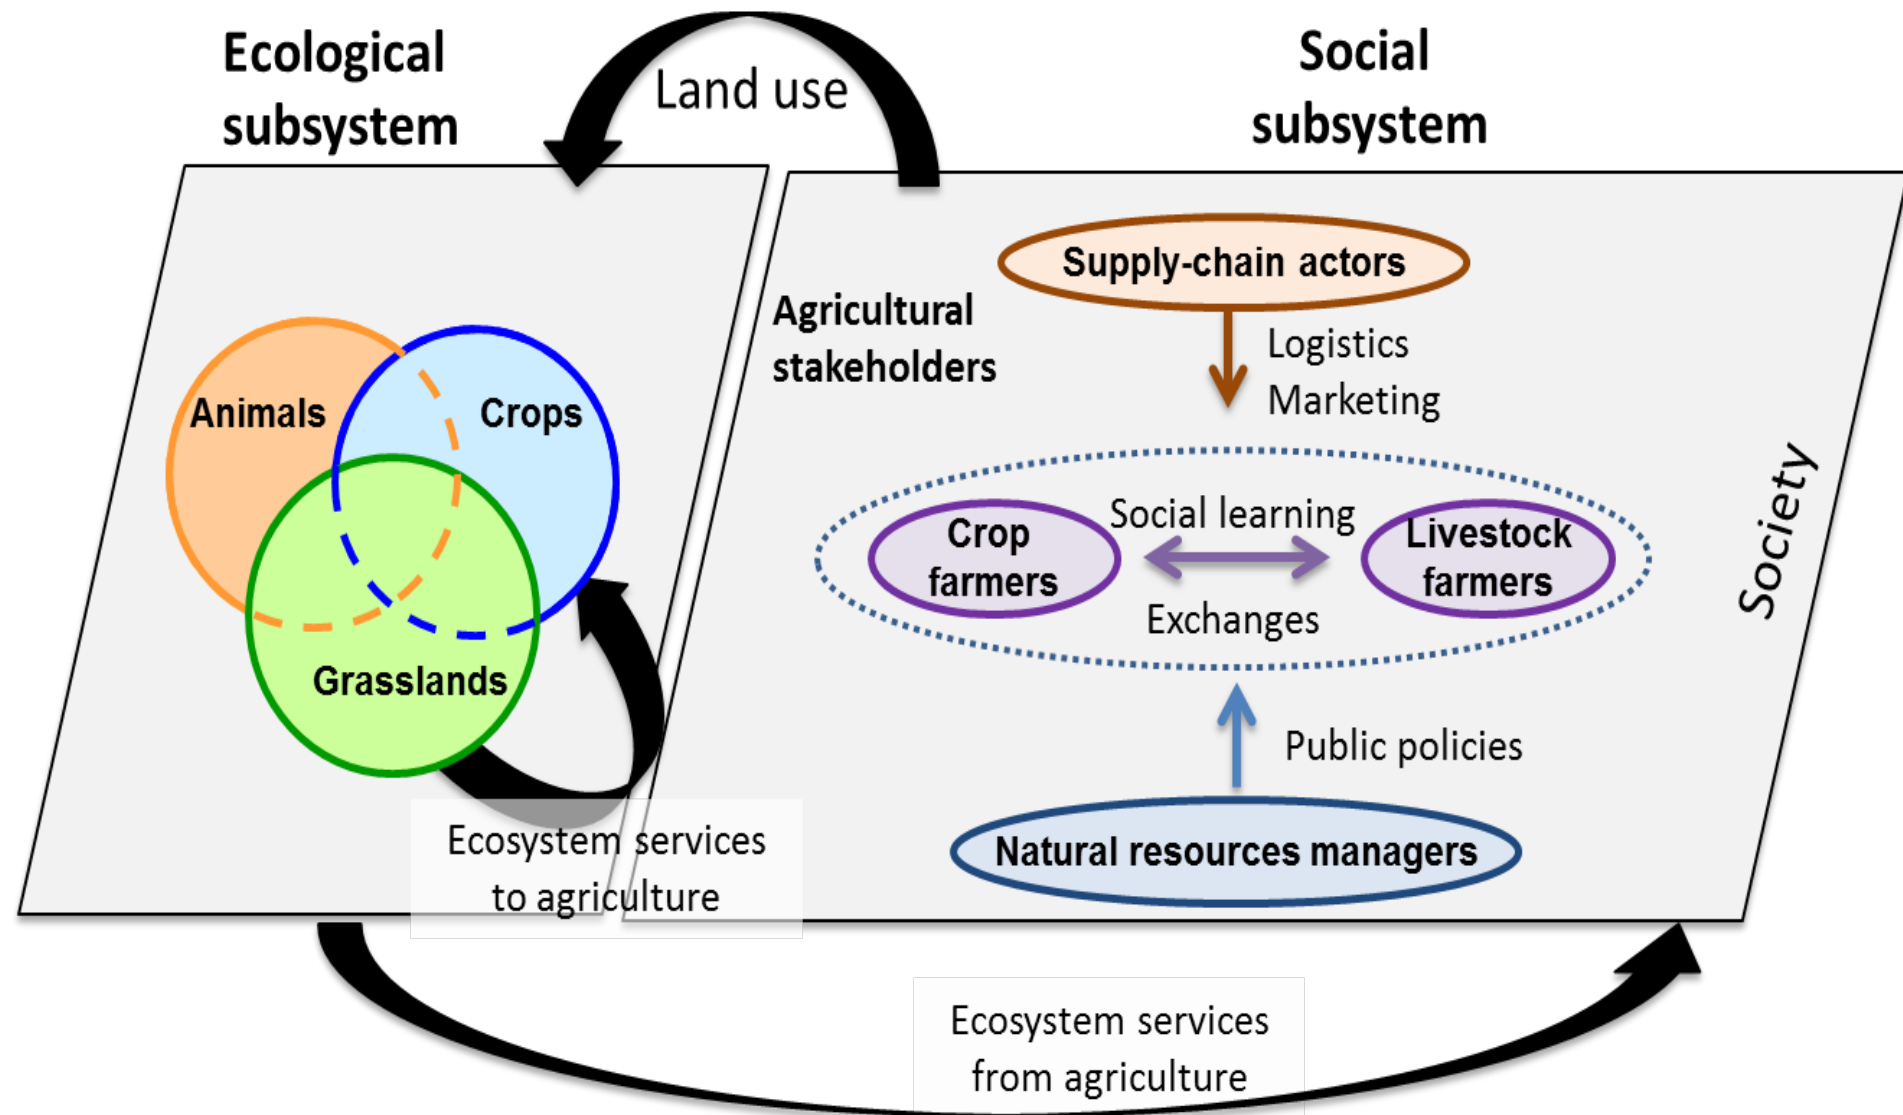 Ecological
subsystem
Land use
Social
subsystem
Supply-chain actors
Agricultural
stakeholders
Logistics
Marketing
Animals
Crops
Grasslands
Social learning
Crop
farmers
Livestock
farmers
Exchanges
Society
Public policies
Natural resources managers
Ecosystem services
to agriculture
Ecosystem services
from agriculture